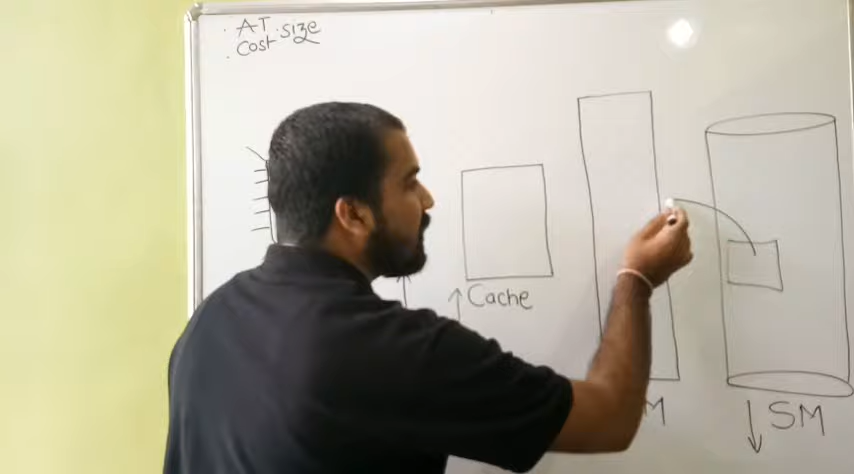 . AT . size
. Cost
Cache
M
SM